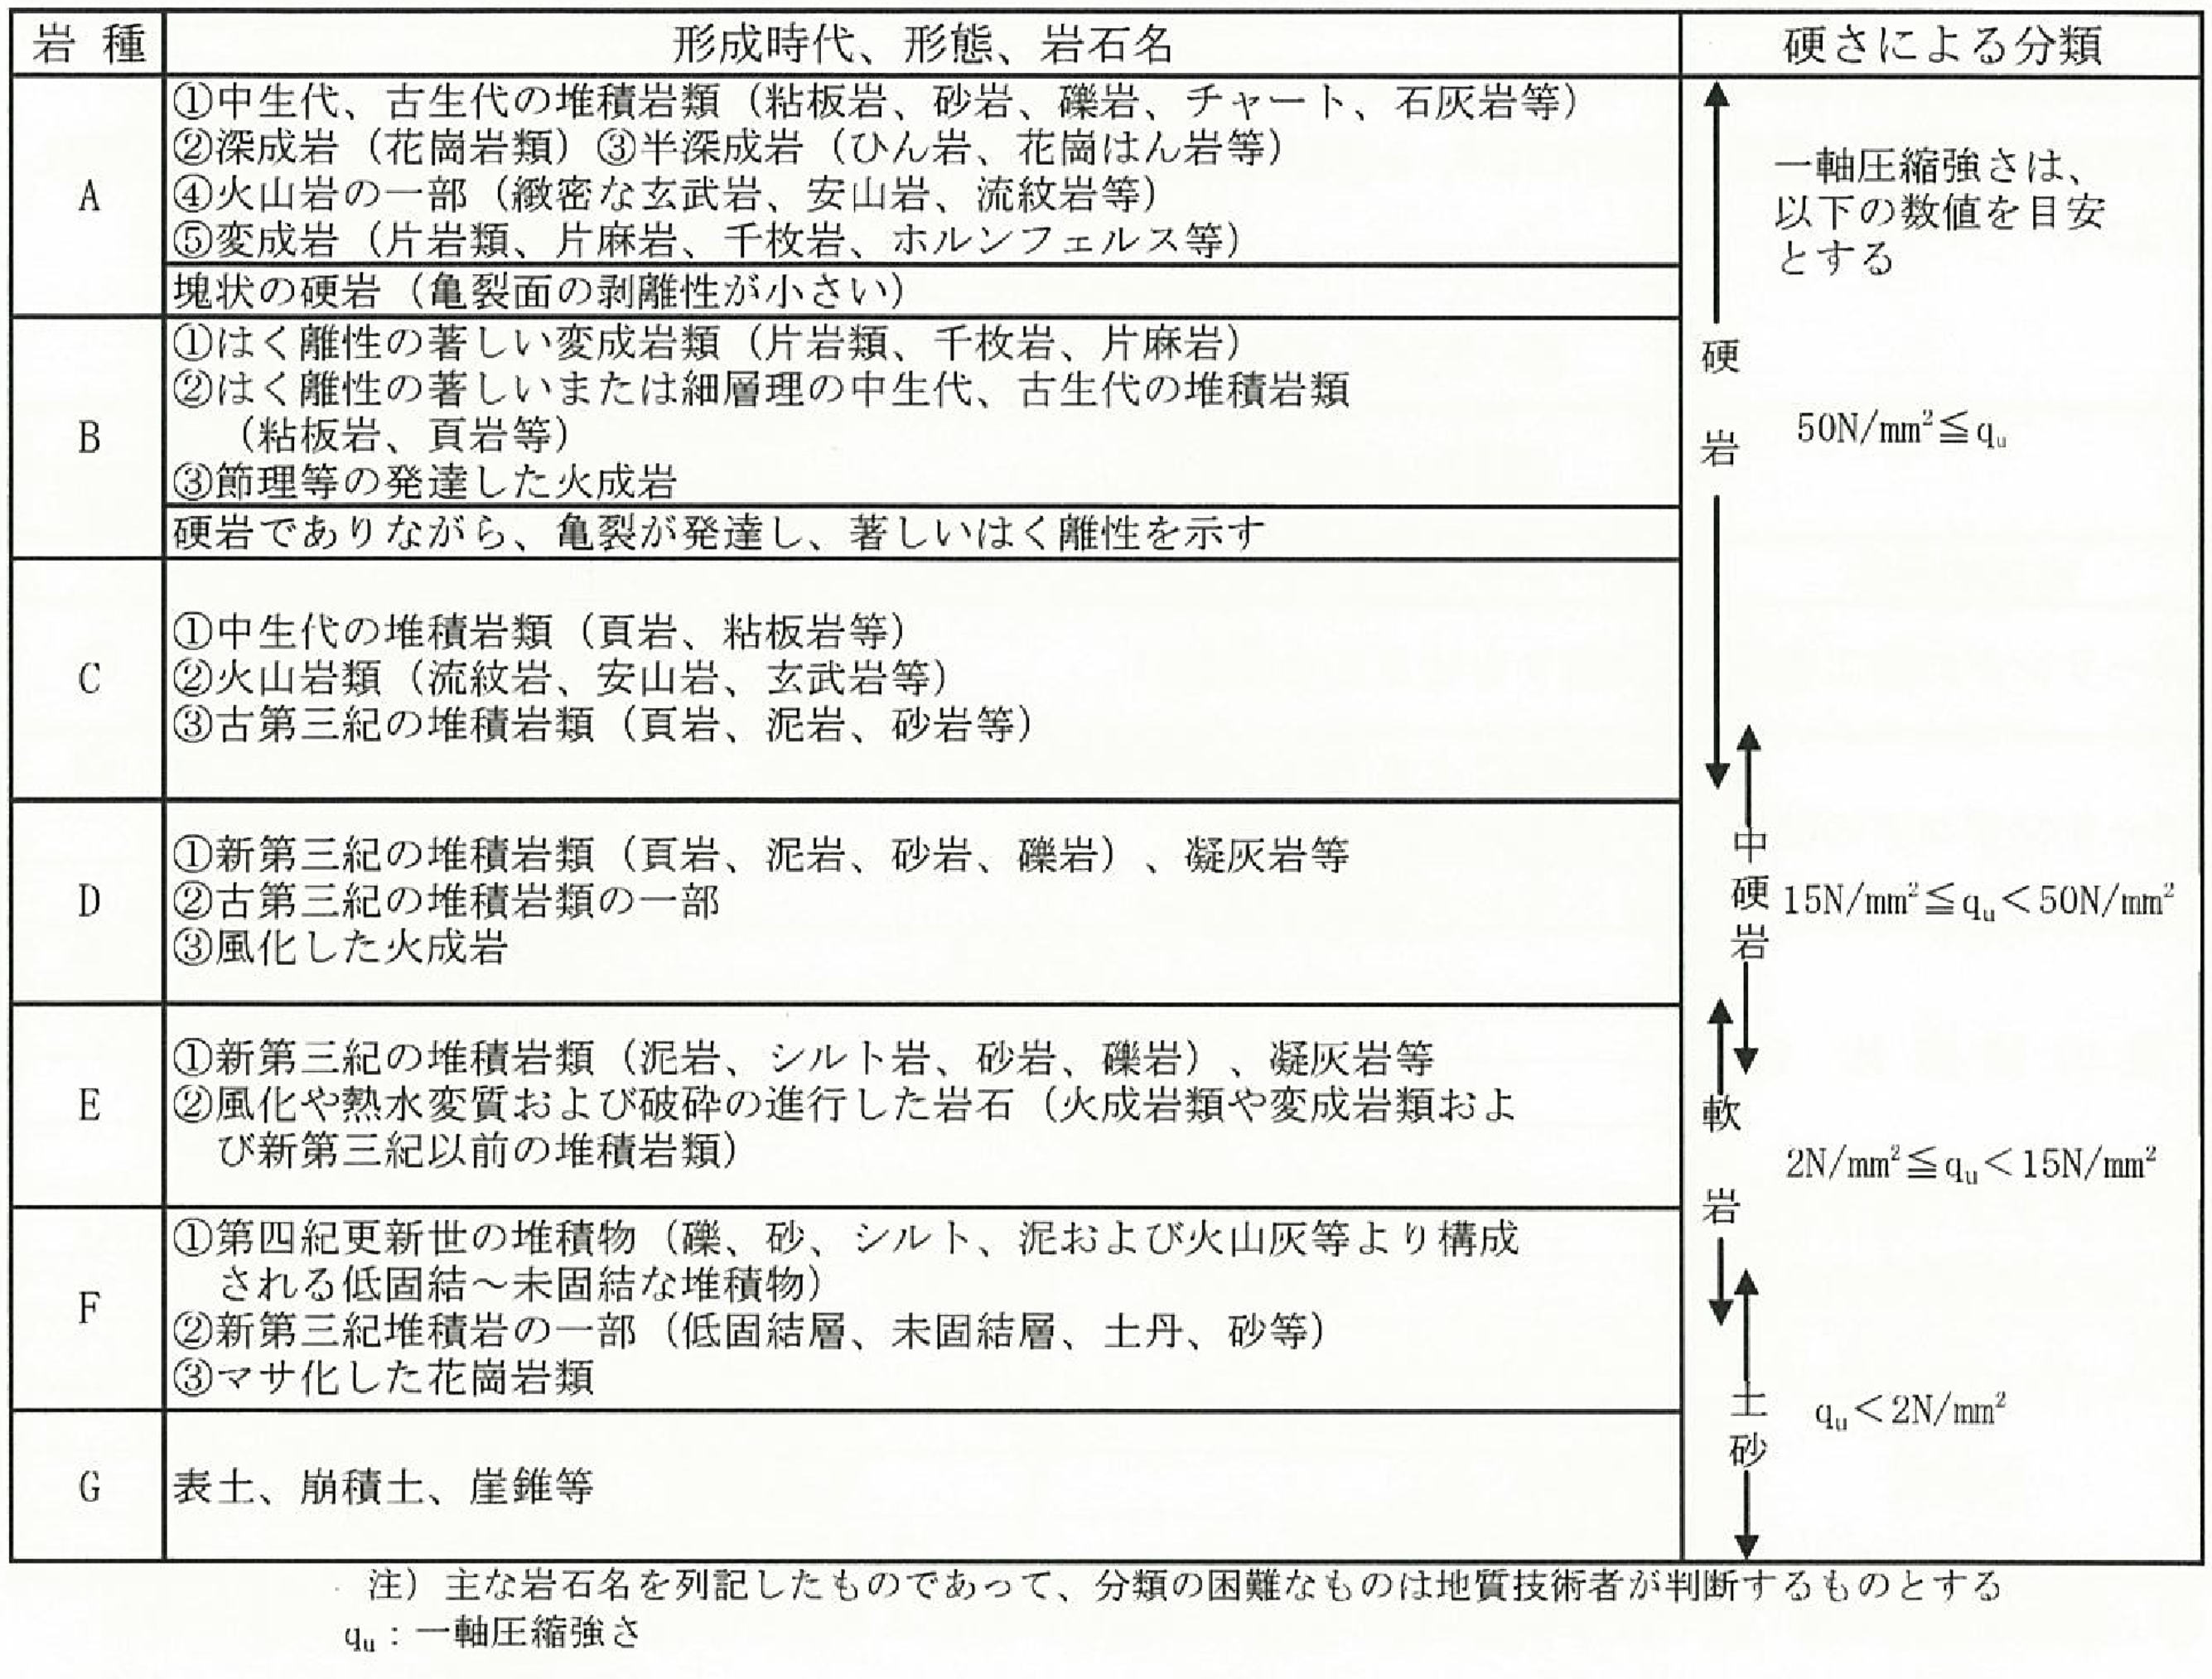 岩 種
形成時代、形態、岩石名
硬さによる分類
A
①中生代、古生代の堆積岩類（粘板岩、砂岩、礫岩、チャート、石灰岩等）
②深成岩（花崗岩類）③半深成岩（ひん岩、花崗はん岩等）
④火山岩の一部（緻密な玄武岩、安山岩、流紋岩等）
⑤変成岩（片岩類、片麻岩、千枚岩、ホルンフェルス等）
塊状の硬岩（亀裂面の剥離性が小さい）
B
①はく離性の著しい変成岩類（片岩類、千枚岩、片麻岩）
②はく離性の著しいまたは細層理の中生代、古生代の堆積岩類
（粘板岩、頁岩等）
③節理等の発達した火成岩
硬岩でありながら、亀裂が発達し、著しいはく離性を示す
C
①中生代の堆積岩類（頁岩、粘板岩等）
②火山岩類（流紋岩、安山岩、玄武岩等）
③古第三紀の堆積岩類（頁岩、泥岩、砂岩等）
D
①新第三紀の堆積岩類（頁岩、泥岩、砂岩、礫岩）、凝灰岩等
②古第三紀の堆積岩類の一部
③風化した火成岩
E
①新第三紀の堆積岩類（泥岩、シルト岩、砂岩、礫岩）、凝灰岩等
②風化や熱水変質および破砕の進行した岩石（火成岩類や変成岩類およ
び新第三紀以前の堆積岩類）
F
①第四紀更新世の堆積物（礫、砂、シルト、泥および火山灰等より構成
される低固結～未固結な堆積物）
②新第三紀堆積岩の一部（低固結層、未固結層、土丹、砂等）
③マサ化した花崗岩類
G
表土、崩積土、崖錐等
一軸圧縮強さは、
以下の数値を目安
とする
硬岩
50N/mm²≦qᵤ
中硬岩
15N/mm²≦qᵤ＜50N/mm²
軟岩
2N/mm²≦qᵤ＜15N/mm²
土砂
qᵤ＜2N/mm²
注）主な岩石名を列記したものであって、分類の困難なものは地質技術者が判断するものとする
qᵤ：一軸圧縮強さ